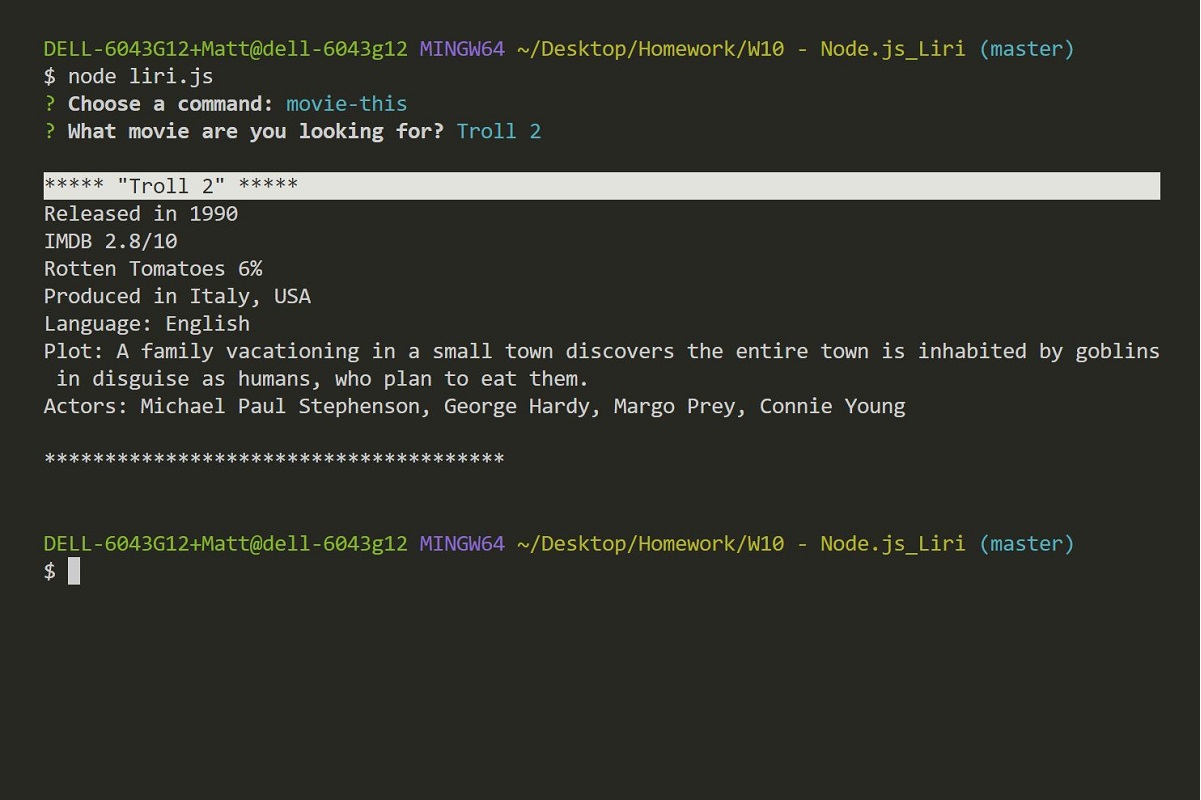 DELL-6043G12+Matt@dell-6043g12 MINGW64 ~/Desktop/Homework/W10 - Node.js_Liri (master)
$ node liri.js
? Choose a command: movie-this
? What movie are you looking for? Troll 2
***** "Troll 2" *****
Released in 1990
IMDB 2.8/10
Rotten Tomatoes 6%
Produced in Italy, USA
Language: English
Plot: A family vacationing in a small town discovers the entire town is inhabited by goblins
 in disguise as humans, who plan to eat them.
Actors: Michael Paul Stephenson, George Hardy, Margo Prey, Connie Young
**************************************
DELL-6043G12+Matt@dell-6043g12 MINGW64 ~/Desktop/Homework/W10 - Node.js_Liri (master)
$